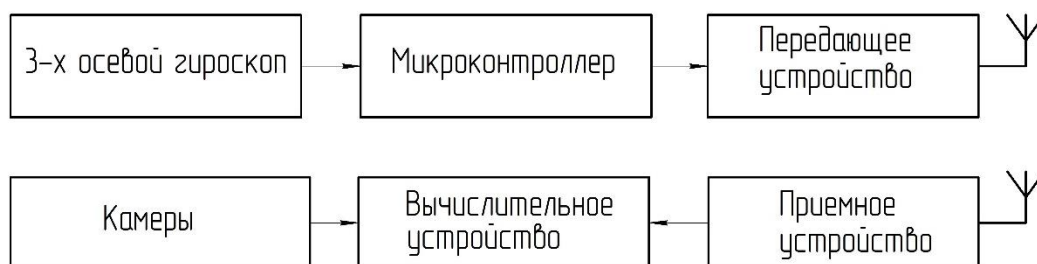 3-х осевой гироскоп
Микроконтроллер
Передающее
устройство
Камеры
Вычислительное
устройство
Приемное
устройство